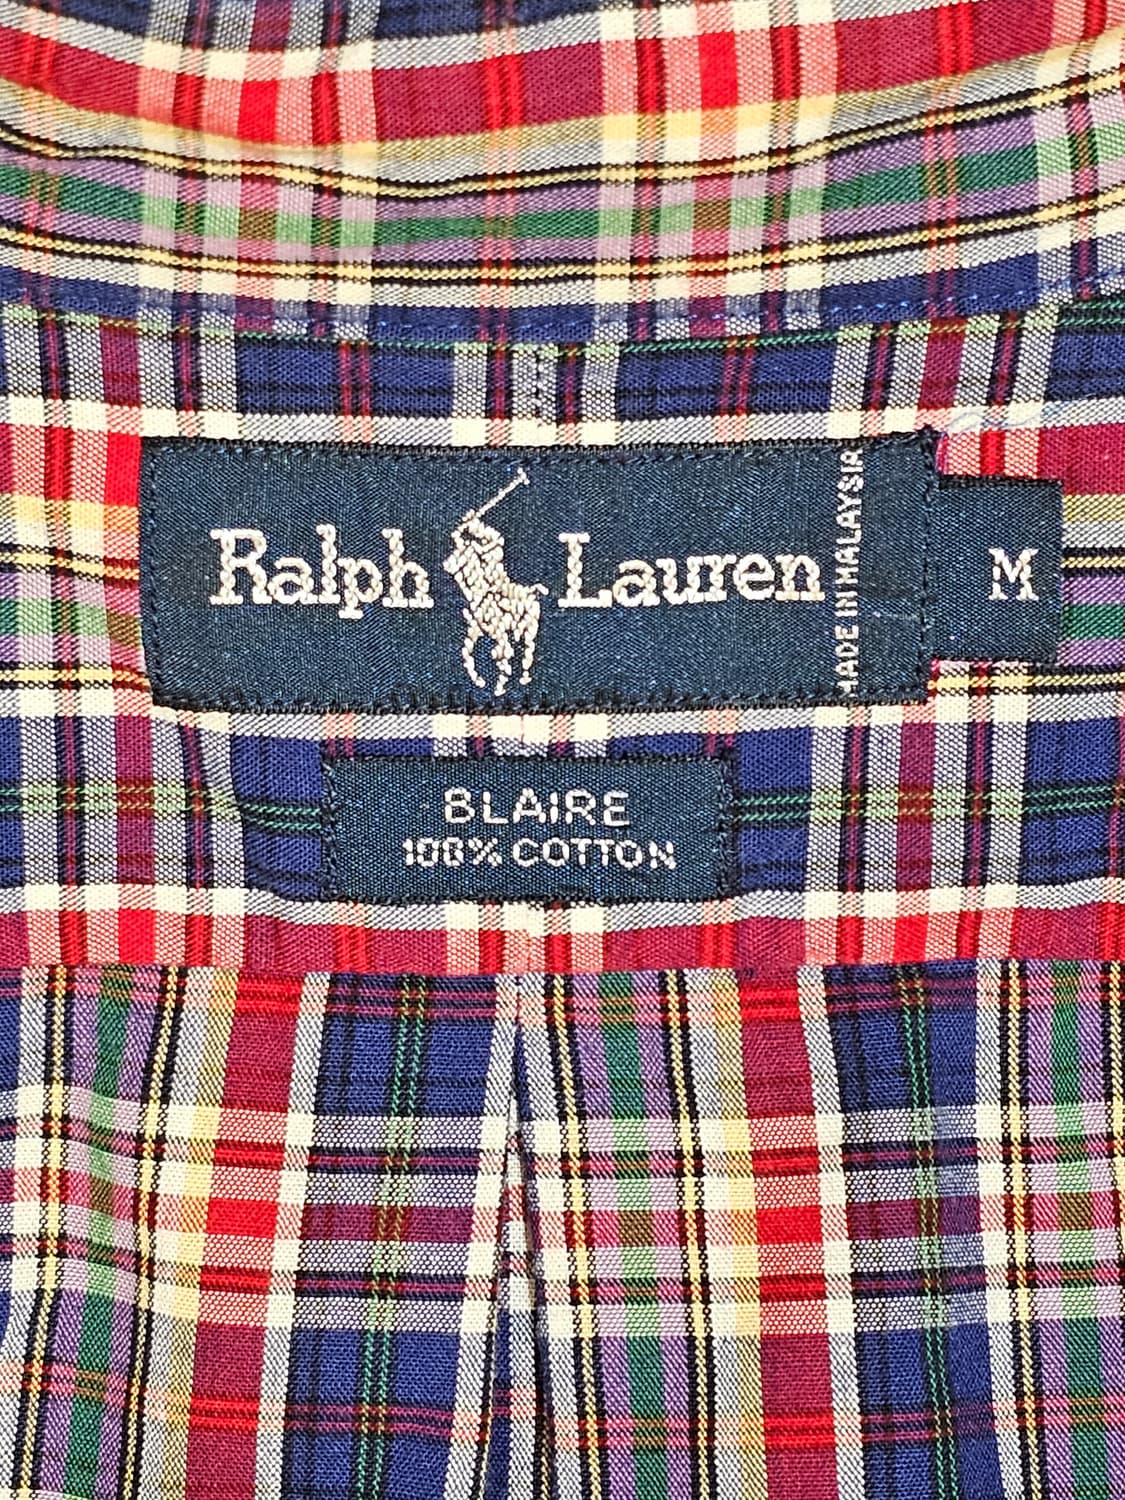 Ralph Lauren
MADE IN MALAYSIA
M
BLAIRE
100% COTTON